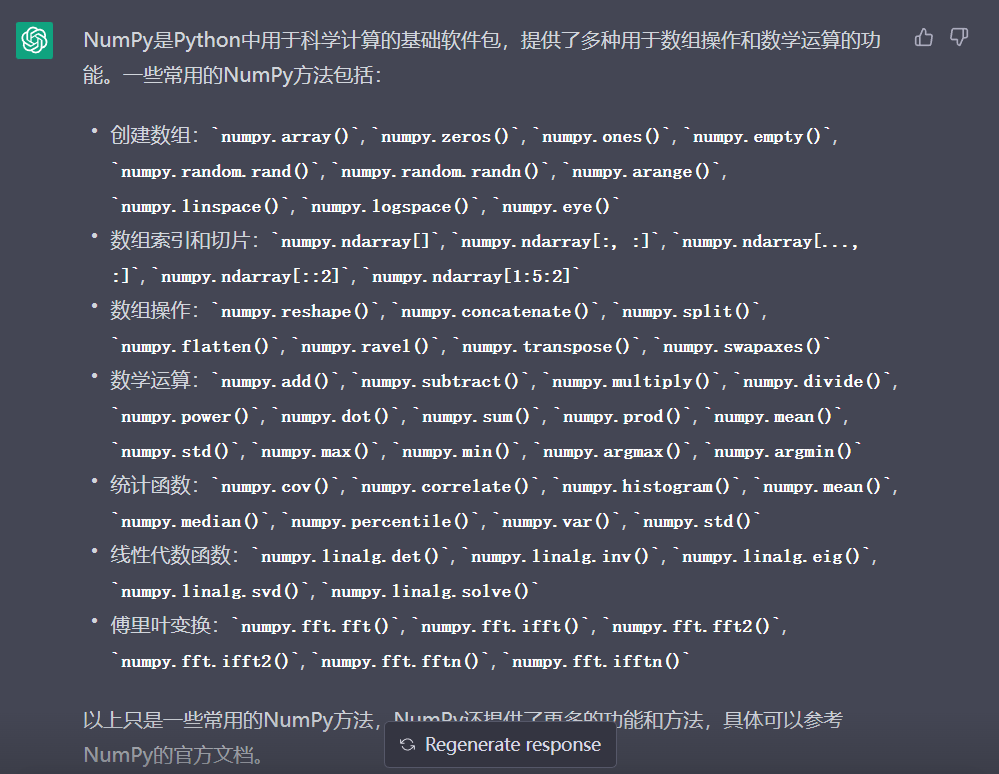 NumPy是Python中用于科学计算的基础软件包，提供了多种用于数组操作和数学运算的功
能。一些常用的NumPy方法包括：
• 创建数组：`numpy.array()`,`numpy.zeros()`,`numpy.ones()`,`numpy.empty()`,
`numpy.random.rand()`,`numpy.random.randn()`,`numpy.arange()`,
`numpy.linspace()`,`numpy.logspace()`,`numpy.eye()`
• 数组索引和切片：`numpy.ndarray[]`,`numpy.ndarray[:, :]`,`numpy.ndarray[...,
:]`,`numpy.ndarray[::2]`,`numpy.ndarray[1:5:2]`
• 数组操作：`numpy.reshape()`,`numpy.concatenate()`,`numpy.split()`,
`numpy.flatten()`,`numpy.ravel()`,`numpy.transpose()`,`numpy.swapaxes()`
• 数学运算：`numpy.add()`,`numpy.subtract()`,`numpy.multiply()`,`numpy.divide()`,
`numpy.power()`,`numpy.dot()`,`numpy.sum()`,`numpy.prod()`,`numpy.mean()`,
`numpy.std()`,`numpy.max()`,`numpy.min()`,`numpy.argmax()`,`numpy.argmin()`
• 统计函数：`numpy.cov()`,`numpy.correlate()`,`numpy.histogram()`,`numpy.mean()`,
`numpy.median()`,`numpy.percentile()`,`numpy.var()`,`numpy.std()`
• 线性代数函数：`numpy.linalg.det()`,`numpy.linalg.inv()`,`numpy.linalg.eig()`,
`numpy.linalg.svd()`,`numpy.linalg.solve()`
• 傅里叶变换：`numpy.fft.fft()`,`numpy.fft.ifft()`,`numpy.fft.fft2()`,
`numpy.fft.ifft2()`,`numpy.fft.fftn()`,`numpy.fft.ifftn()`
以上只是一些常用的NumPy方法，NumPy还提供了更多的功能和方法，具体可以参考
NumPy的官方文档。
Regenerate response